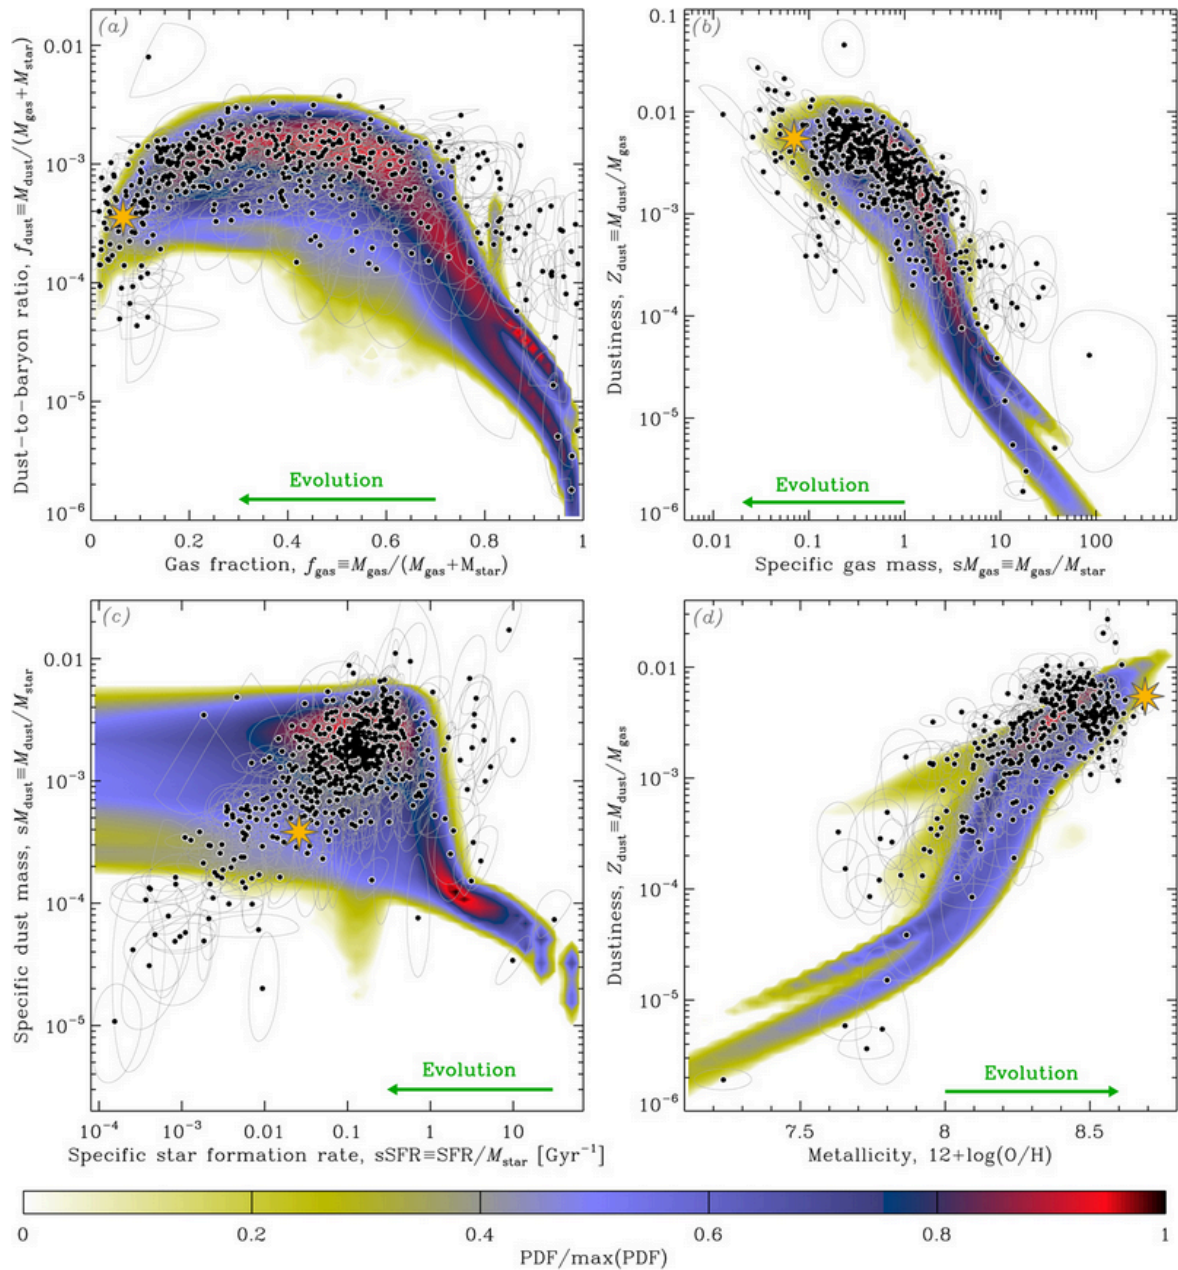 (a)
Dust-to-baryon ratio, f_dust≡M_dust/(M_gas+M_star)
0.01
10⁻³
10⁻⁴
10⁻⁵
10⁻⁶
Evolution
0 0.2 0.4 0.6 0.8 1
Gas fraction, f_gas≡M_gas/(M_gas+M_star)
(b)
Dustiness, Z_dust≡M_dust/M_gas
0.1
0.01
10⁻³
10⁻⁴
10⁻⁵
10⁻⁶
Evolution
0.01 0.1 1 10 100
Specific gas mass, sM_gas≡M_gas/M_star
(c)
Specific dust mass, sM_dust≡M_dust/M_star
0.01
10⁻³
10⁻⁴
10⁻⁵
Evolution
10⁻⁴ 10⁻³ 0.01 0.1 1 10
Specific star formation rate, sSFR≡SFR/M_star [Gyr⁻¹]
(d)
Dustiness, Z_dust≡M_dust/M_gas
0.01
10⁻³
10⁻⁴
10⁻⁵
10⁻⁶
Evolution
7.5 8 8.5
Metallicity, 12+log(O/H)
0 0.2 0.4 0.6 0.8 1
PDF/max(PDF)